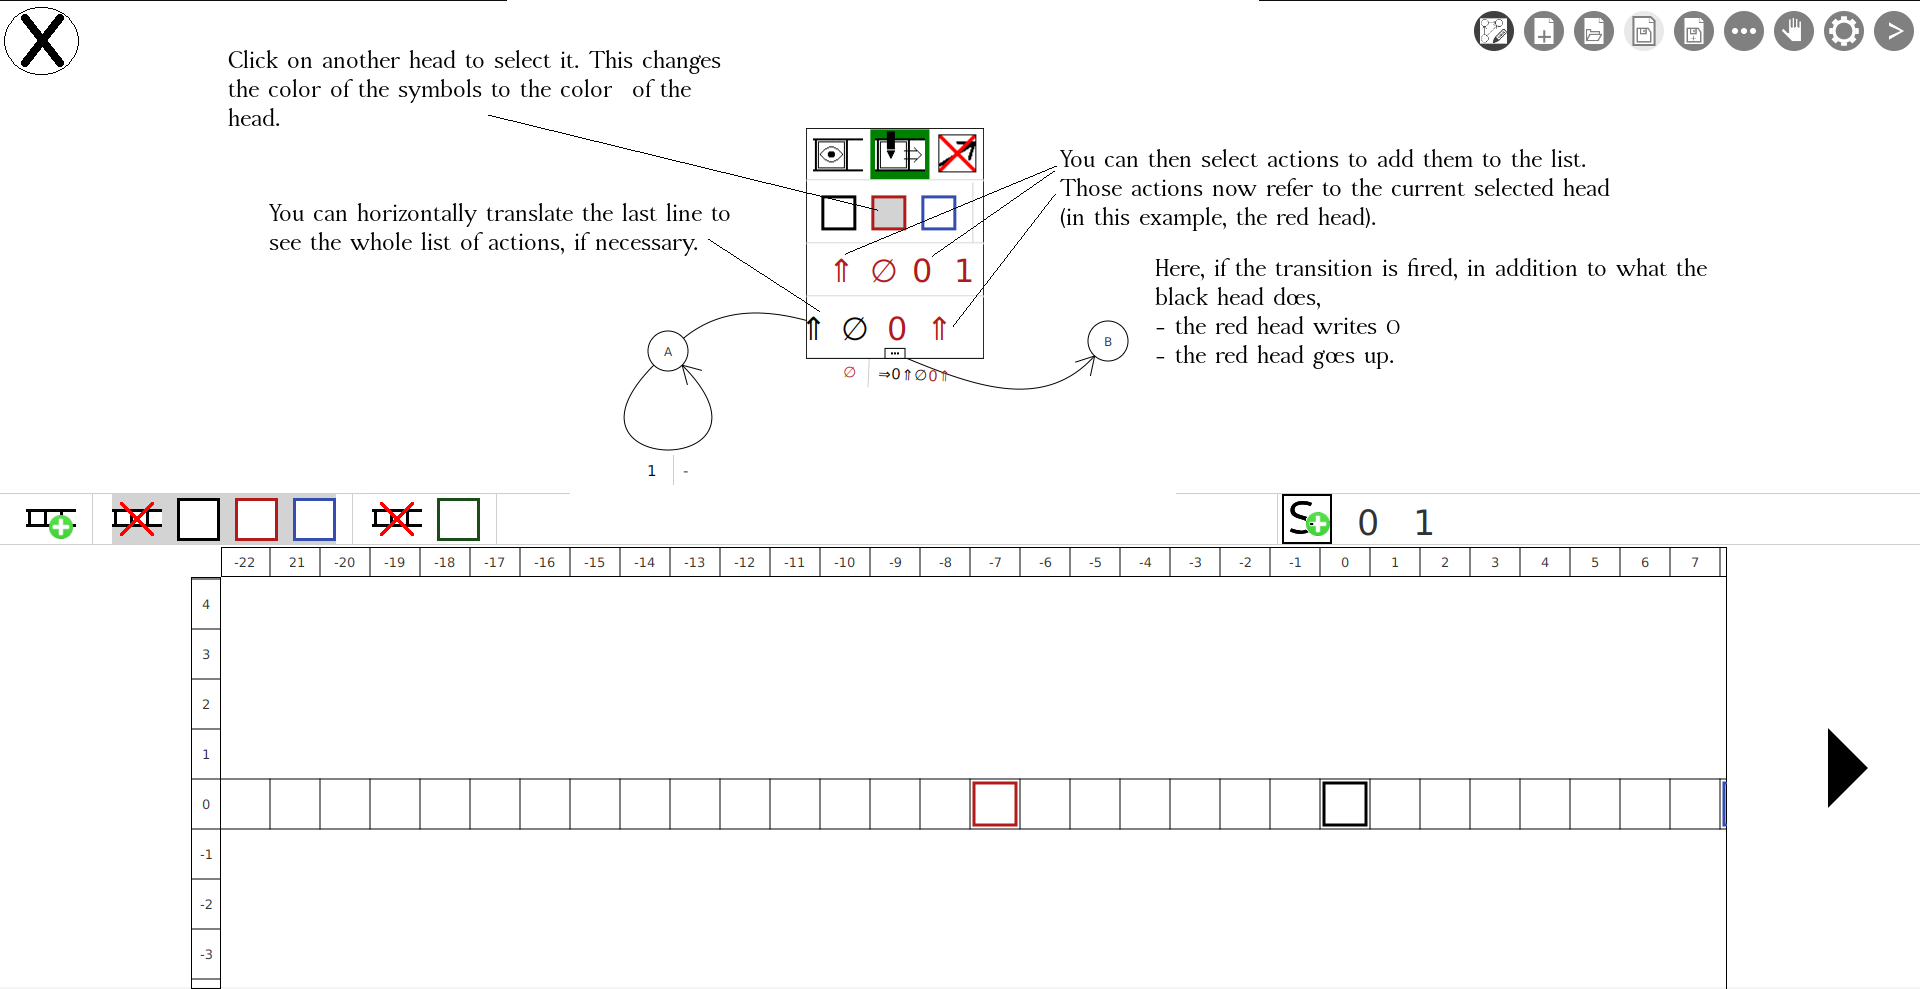 Click on another head to select it. This changes
the color of the symbols to the color of the
head.
You can then select actions to add them to the list.
Those actions now refer to the current selected head
(in this example, the red head).
You can horizontally translate the last line to
see the whole list of actions, if necessary.
⇑ ∅ 0 1
Here, if the transition is fired, in addition to what the
black head does,
- the red head writes 0
- the red head goes up.
⇑ ∅ 0 ⇑
A
B
∅ ⇒0⇑∅0⇑
1 -
S 0 1
-22 21 -20 -19 -18 -17 -16 -15 -14 -13 -12 -11 -10 -9 -8 -7 -6 -5 -4 -3 -2 -1 0 1 2 3 4 5 6 7
4
3
2
1
0
-1
-2
-3